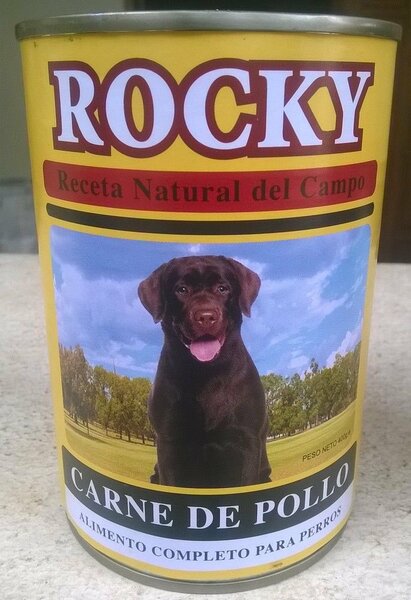 ROCKY
Receta Natural del Campo
PESO NETO 400g ℮
CARNE DE POLLO
ALIMENTO COMPLETO PARA PERROS